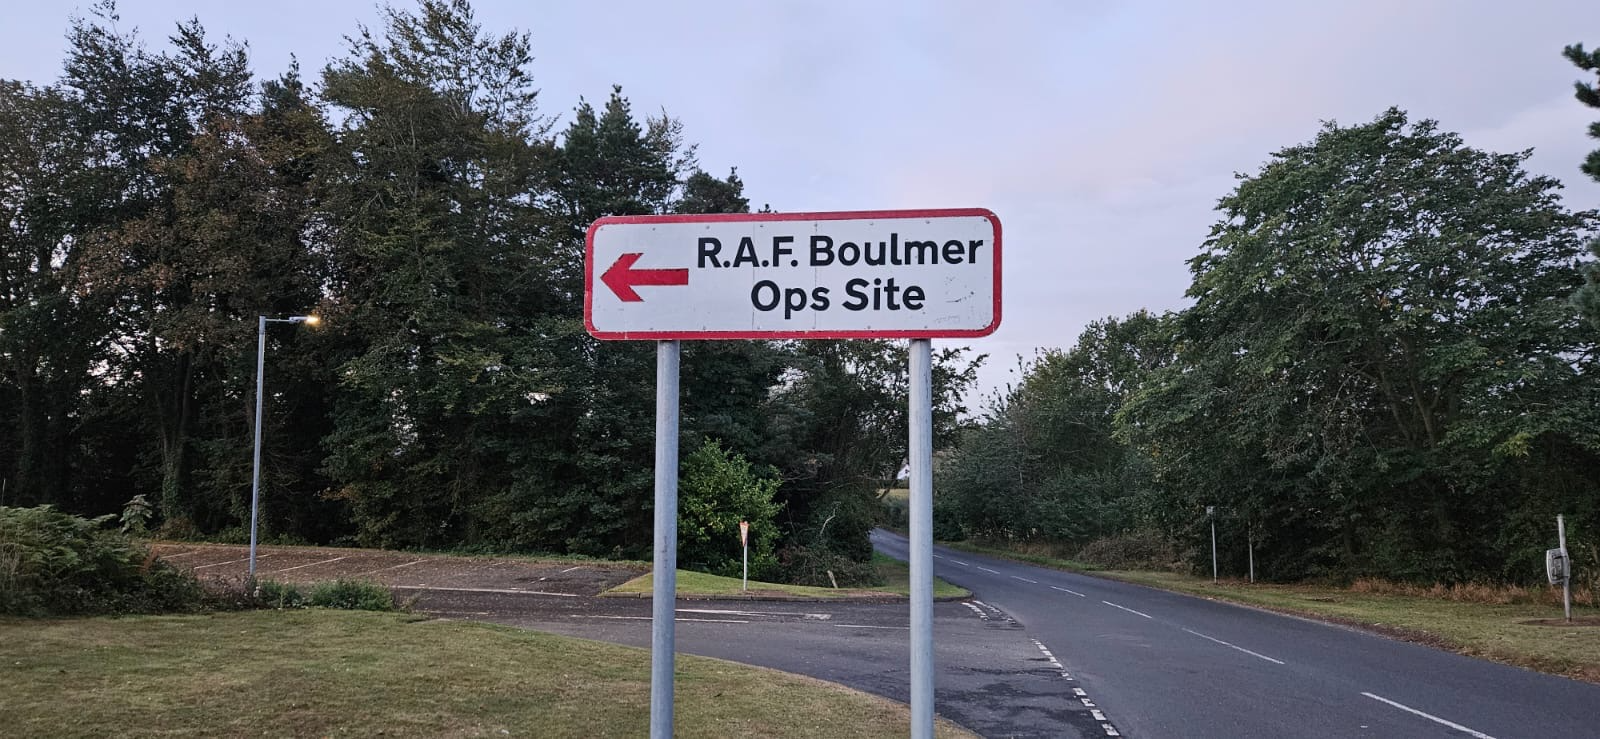 R.A.F. Boulmer
Ops Site